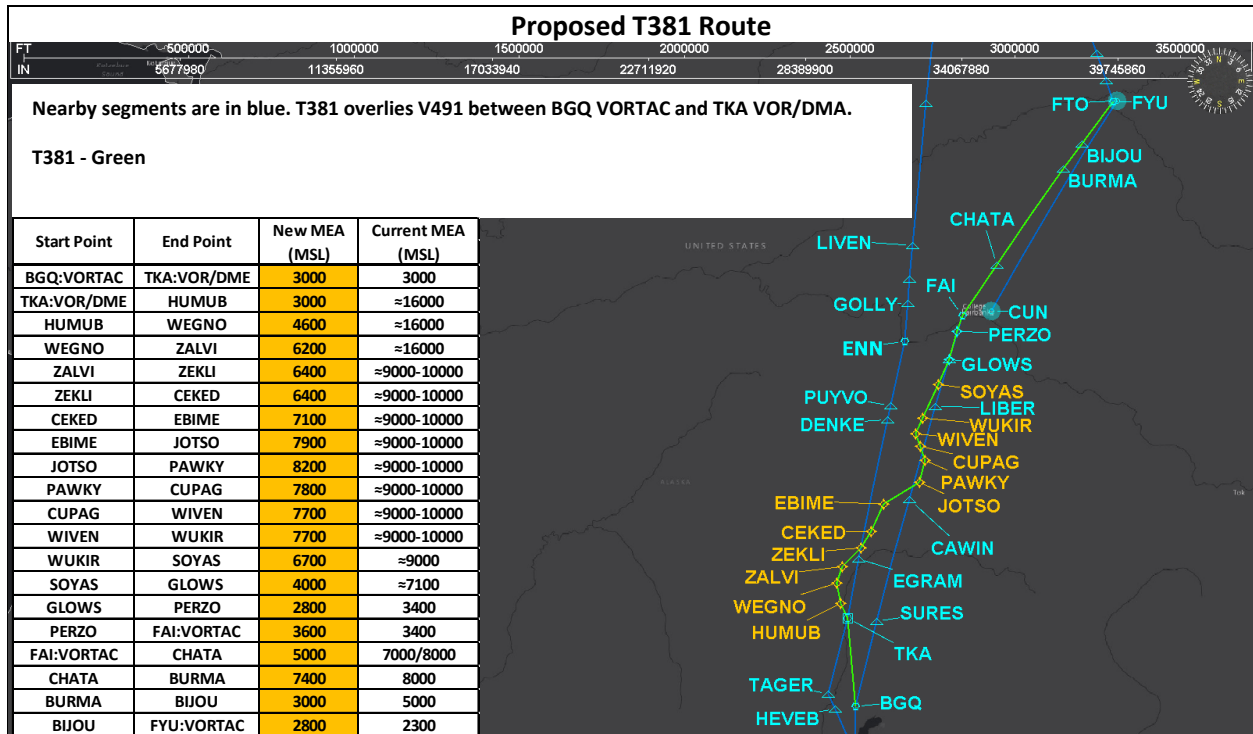 Proposed T381 Route
FT 500000 1000000 1500000 2000000 2500000 3000000 3500000
IN 5677980 11355960 17033940 22711920 28389900 34067880 39745860
Nearby segments are in blue. T381 overlies V491 between BGQ VORTAC and TKA VOR/DMA.
T381 - Green
Start Point End Point New MEA (MSL) Current MEA (MSL)
BGQ:VORTAC TKA:VOR/DME 3000 3000
TKA:VOR/DME HUMUB 3000 ≈16000
HUMUB WEGNO 4600 ≈16000
WEGNO ZALVI 6200 ≈16000
ZALVI ZEKLI 6400 ≈9000-10000
ZEKLI CEKED 6400 ≈9000-10000
CEKED EBIME 7100 ≈9000-10000
EBIME JOTSO 7900 ≈9000-10000
JOTSO PAWKY 8200 ≈9000-10000
PAWKY CUPAG 7800 ≈9000-10000
CUPAG WIVEN 7700 ≈9000-10000
WIVEN WUKIR 7700 ≈9000-10000
WUKIR SOYAS 6700 ≈9000
SOYAS GLOWS 4000 ≈7100
GLOWS PERZO 2800 3400
PERZO FAI:VORTAC 3600 3400
FAI:VORTAC CHATA 5000 7000/8000
CHATA BURMA 7400 8000
BURMA BIJOU 3000 5000
BIJOU FYU:VORTAC 2800 2300
FTO FYU
BIJOU
BURMA
CHATA
UNITED STATES
LIVEN
FAI
GOLLY
College
CUN
PERZO
ENN
GLOWS
SOYAS
PUYVO
LIBER
DENKE
WUKIR
WIVEN
CUPAG
ALASKA
PAWKY
Tok
EBIME
JOTSO
CEKED
CAWIN
ZEKLI
ZALVI
EGRAM
WEGNO
SURES
HUMUB
TKA
TAGER
BGQ
HEVEB